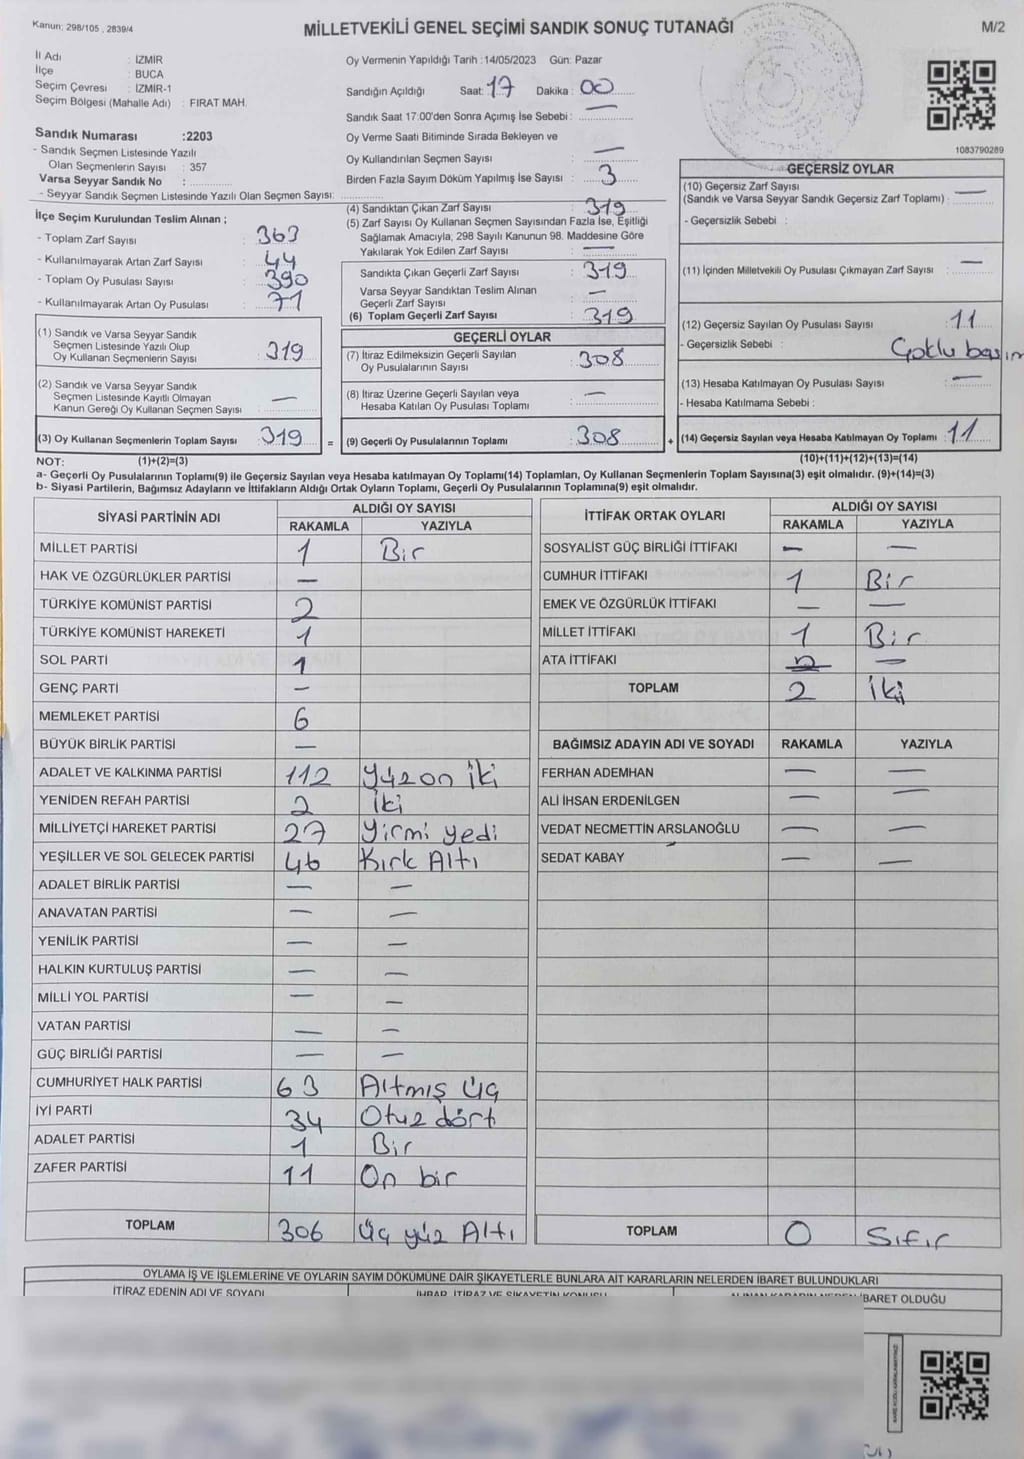 Kanun: 298/105 , 2839/4
MİLLETVEKİLİ GENEL SEÇİMİ SANDIK SONUÇ TUTANAĞI
M/2
İl Adı : İZMİR
İlçe : BUCA
Seçim Çevresi : İZMİR-1
Seçim Bölgesi (Mahalle Adı) : FIRAT MAH.
Sandık Numarası :2203
- Sandık Seçmen Listesinde Yazılı
Olan Seçmenlerin Sayısı : 357
Varsa Seyyar Sandık No : ..............
- Seyyar Sandık Seçmen Listesinde Yazılı Olan Seçmen Sayısı: ..............
Oy Vermenin Yapıldığı Tarih :14/05/2023 Gün: Pazar
Sandığın Açıldığı Saat: 17 Dakika : 00
Sandık Saat 17:00'den Sonra Açımış İse Sebebi : —
Oy Verme Saati Bitiminde Sırada Bekleyen ve
Oy Kullandırılan Seçmen Sayısı : —
Birden Fazla Sayım Döküm Yapılmış İse Sayısı : 3
1083790289
İlçe Seçim Kurulundan Teslim Alınan ;
- Toplam Zarf Sayısı : 363
- Kullanılmayarak Artan Zarf Sayısı : 44
- Toplam Oy Pusulası Sayısı : 390
- Kullanılmayarak Artan Oy Pusulası : 71
(1) Sandık ve Varsa Seyyar Sandık
Seçmen Listesinde Yazılı Olup
Oy Kullanan Seçmenlerin Sayısı : 319
(2) Sandık ve Varsa Seyyar Sandık
Seçmen Listesinde Kayıtlı Olmayan
Kanun Gereği Oy Kullanan Seçmen Sayısı : —
(3) Oy Kullanan Seçmenlerin Toplam Sayısı : 319 =
(4) Sandıktan Çıkan Zarf Sayısı : 319
(5) Zarf Sayısı Oy Kullanan Seçmen Sayısından Fazla İse, Eşitliği
Sağlamak Amacıyla, 298 Sayılı Kanunun 98. Maddesine Göre
Yakılarak Yok Edilen Zarf Sayısı : —
Sandıkta Çıkan Geçerli Zarf Sayısı : 319
Varsa Seyyar Sandıktan Teslim Alınan
Geçerli Zarf Sayısı : —
(6) Toplam Geçerli Zarf Sayısı : 319
GEÇERLİ OYLAR
(7) İtiraz Edilmeksizin Geçerli Sayılan
Oy Pusulalarının Sayısı : 308
(8) İtiraz Üzerine Geçerli Sayılan veya
Hesaba Katılan Oy Pusulası Toplamı : —
(9) Geçerli Oy Pusulalarının Toplamı : 308 +
GEÇERSİZ OYLAR
(10) Geçersiz Zarf Sayısı
(Sandık ve Varsa Seyyar Sandık Geçersiz Zarf Toplamı) : —
- Geçersizlik Sebebi :
(11) İçinden Milletvekili Oy Pusulası Çıkmayan Zarf Sayısı : —
(12) Geçersiz Sayılan Oy Pusulası Sayısı : 11
- Geçersizlik Sebebi : Çoklu basım
(13) Hesaba Katılmayan Oy Pusulası Sayısı : —
- Hesaba Katılmama Sebebi :
(14) Geçersiz Sayılan veya Hesaba Katılmayan Oy Toplamı : 11
NOT: (1)+(2)=(3) (10)+(11)+(12)+(13)=(14)
a- Geçerli Oy Pusulalarının Toplamı(9) ile Geçersiz Sayılan veya Hesaba katılmayan Oy Toplamı(14) Toplamları, Oy Kullanan Seçmenlerin Toplam Sayısına(3) eşit olmalıdır. (9)+(14)=(3)
b- Siyasi Partilerin, Bağımsız Adayların ve İttifakların Aldığı Ortak Oyların Toplamı, Geçerli Oy Pusulalarının Toplamına(9) eşit olmalıdır.
SİYASİ PARTİNİN ADI ALDIĞI OY SAYISI
RAKAMLA YAZIYLA
MİLLET PARTİSİ 1 Bir
HAK VE ÖZGÜRLÜKLER PARTİSİ —
TÜRKİYE KOMÜNİST PARTİSİ 2
TÜRKİYE KOMÜNİST HAREKETİ 1
SOL PARTİ 1
GENÇ PARTİ —
MEMLEKET PARTİSİ 6
BÜYÜK BİRLİK PARTİSİ —
ADALET VE KALKINMA PARTİSİ 112 Yüzon iki
YENİDEN REFAH PARTİSİ 2 iki
MİLLİYETÇİ HAREKET PARTİSİ 27 Yirmi yedi
YEŞİLLER VE SOL GELECEK PARTİSİ 46 Kırk Altı
ADALET BİRLİK PARTİSİ — —
ANAVATAN PARTİSİ — —
YENİLİK PARTİSİ — —
HALKIN KURTULUŞ PARTİSİ — —
MİLLİ YOL PARTİSİ — —
VATAN PARTİSİ — —
GÜÇ BİRLİĞİ PARTİSİ — —
CUMHURİYET HALK PARTİSİ 63 Altmış üç
İYİ PARTİ 34 Otuz dört
ADALET PARTİSİ 1 Bir
ZAFER PARTİSİ 11 On bir
TOPLAM 306 Üç yüz Altı
İTTİFAK ORTAK OYLARI ALDIĞI OY SAYISI
RAKAMLA YAZIYLA
SOSYALİST GÜÇ BİRLİĞİ İTTİFAKI — —
CUMHUR İTTİFAKI 1 Bir
EMEK VE ÖZGÜRLÜK İTTİFAKI — —
MİLLET İTTİFAKI 1 Bir
ATA İTTİFAKI —
TOPLAM 2 İki
BAĞIMSIZ ADAYIN ADI VE SOYADI RAKAMLA YAZIYLA
FERHAN ADEMHAN — —
ALİ İHSAN ERDENİLGEN — —
VEDAT NECMETTİN ARSLANOĞLU — —
SEDAT KABAY — —
TOPLAM 0 Sıfır
OYLAMA İŞ VE İŞLEMLERİNE VE OYLARIN SAYIM DÖKÜMÜNE DAİR ŞİKAYETLERLE BUNLARA AİT KARARLARIN NELERDEN İBARET BULUNDUKLARI
İTİRAZ EDENİN ADI VE SOYADI
İHBAR, İTİRAZ VE ŞİKAYETİN KONUSU
İBARET OLDUĞU